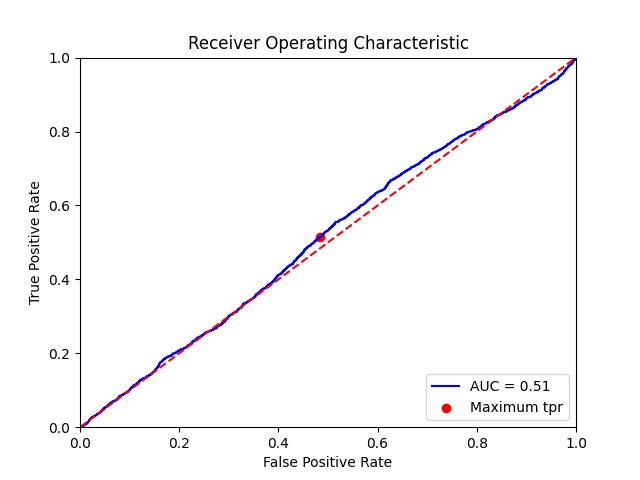 Receiver Operating Characteristic
True Positive Rate
1.0
0.8
0.6
0.4
0.2
0.0
AUC = 0.51
Maximum tpr
0.0 0.2 0.4 0.6 0.8 1.0
False Positive Rate